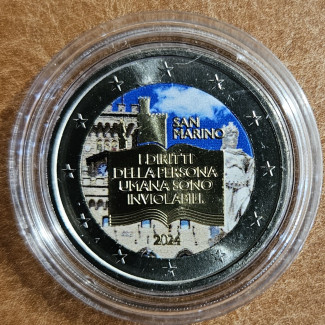 SAN
MARINO
I DIRITTI
DELLA PERSONA
UMANA SONO
INVIOLABILI.
2024